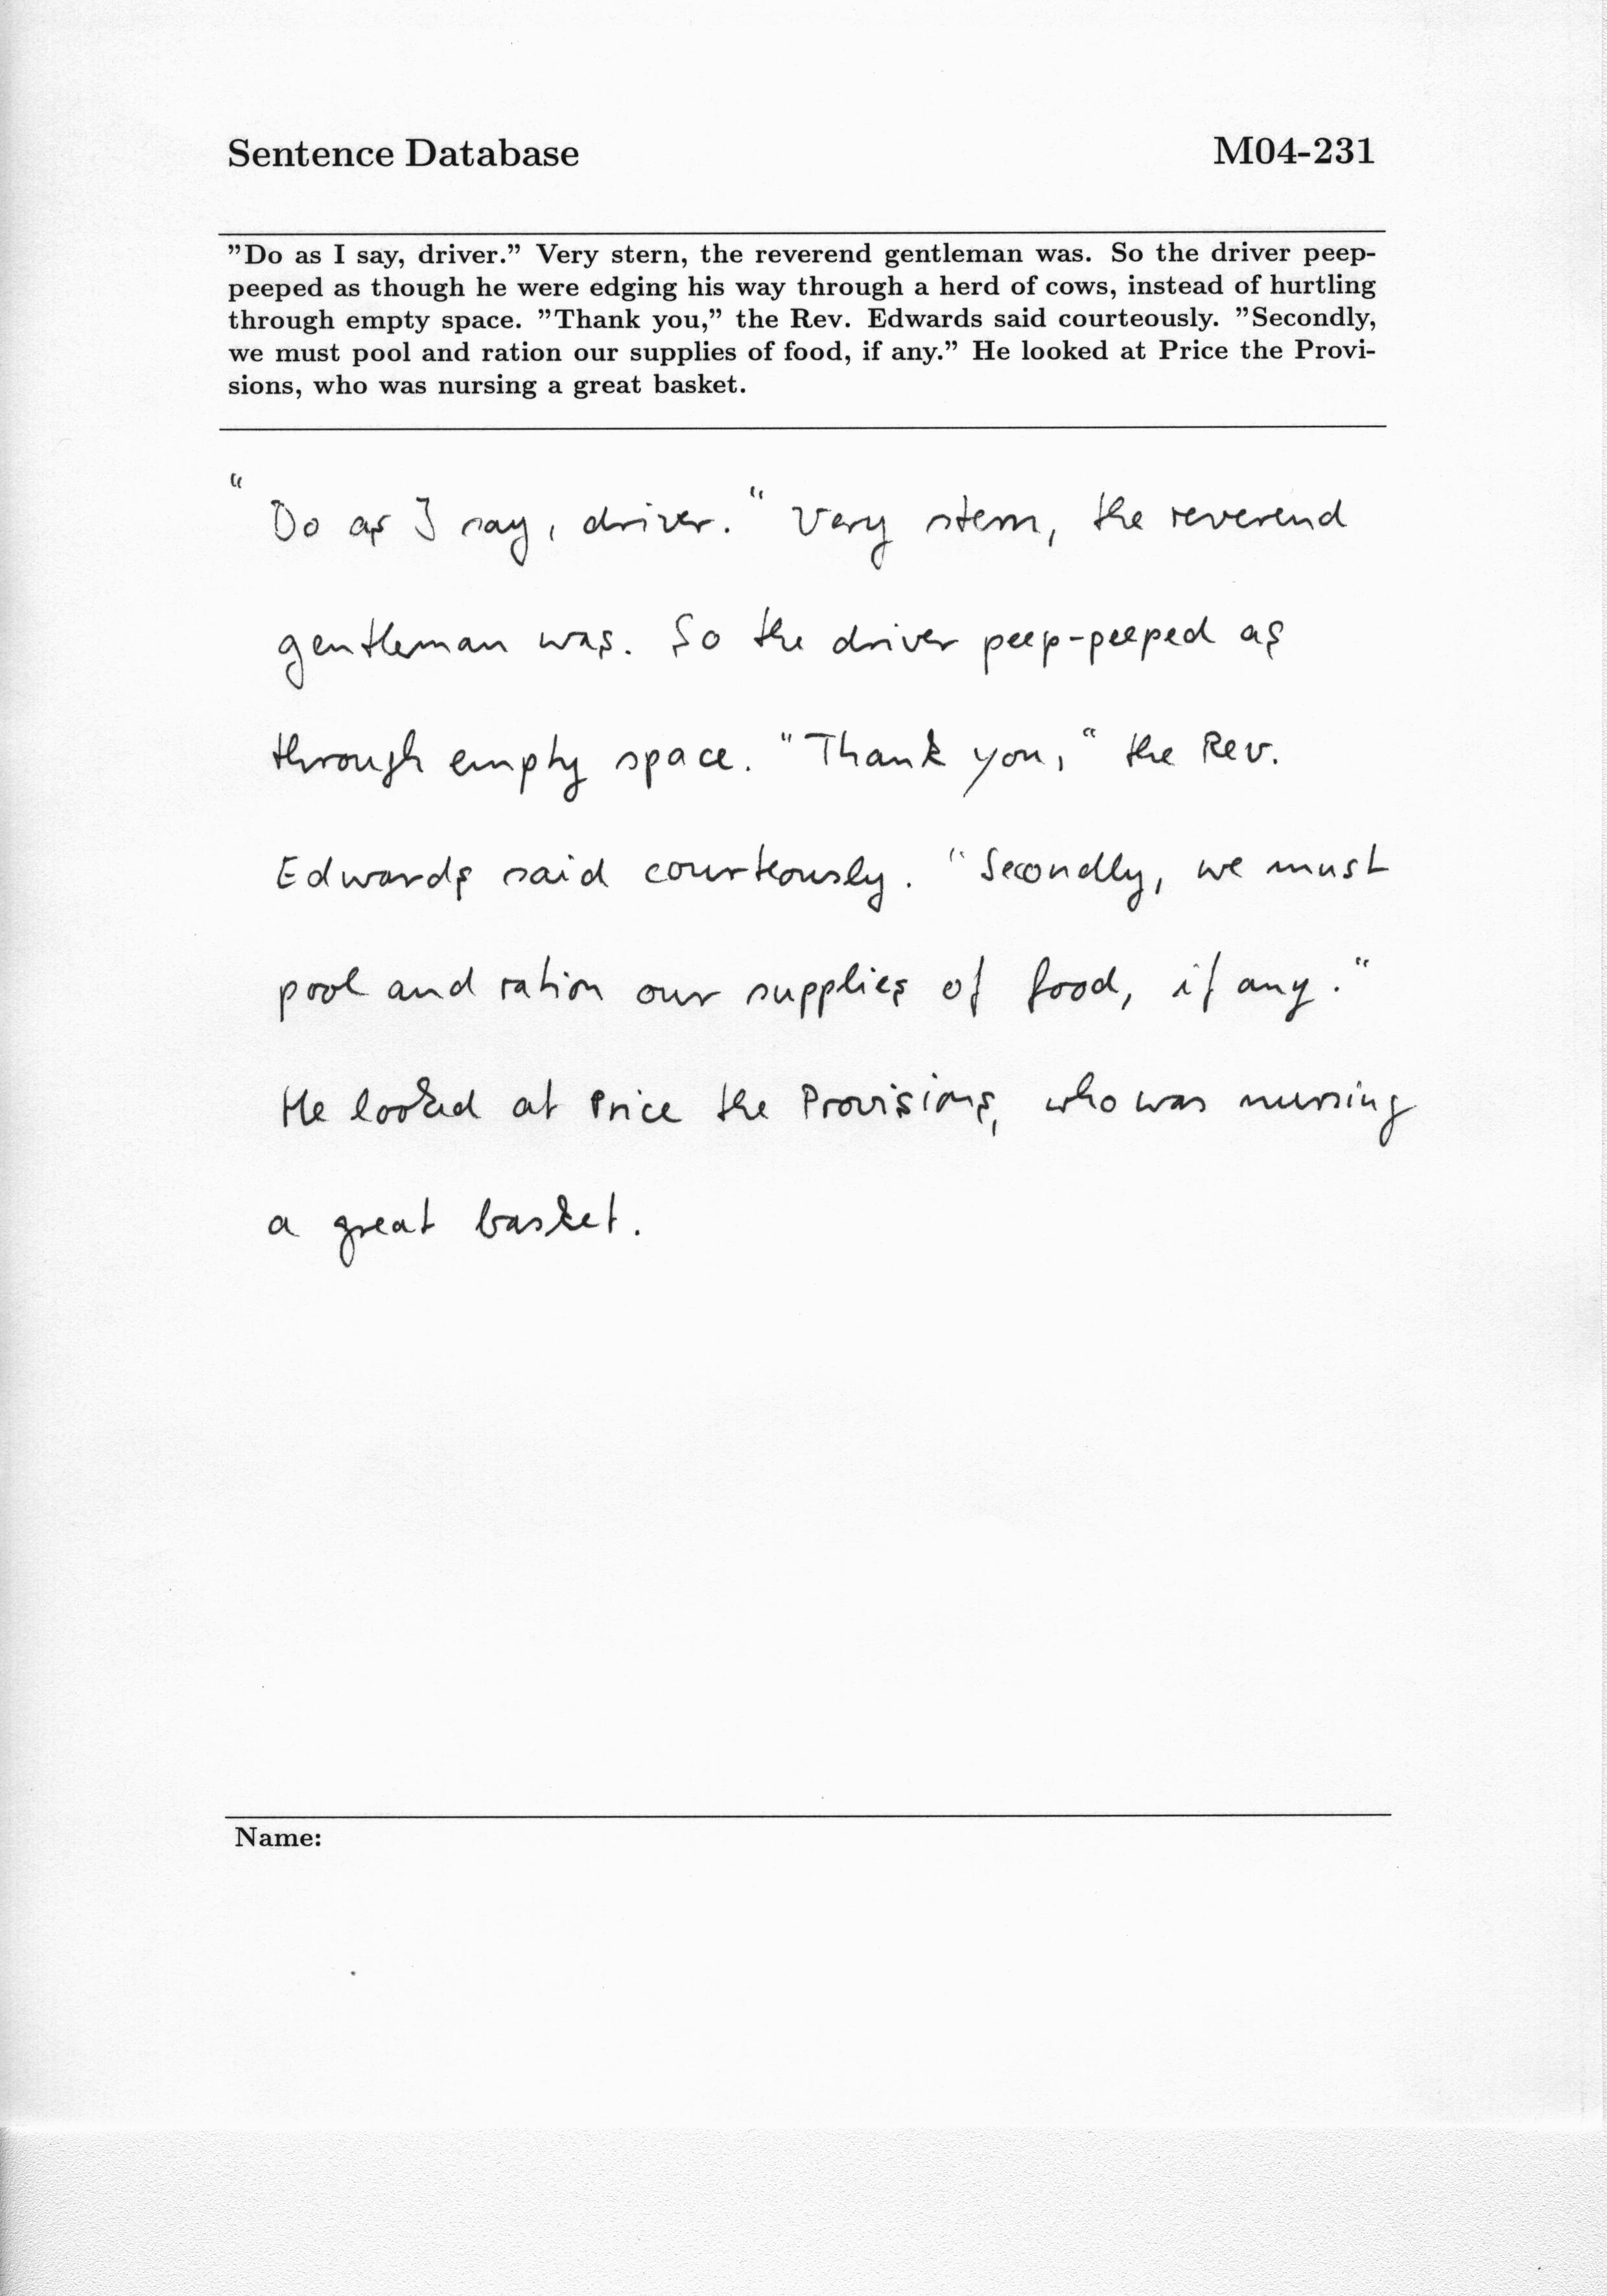 Sentence Database M04-231
"Do as I say, driver." Very stern, the reverend gentleman was. So the driver peep-
peeped as though he were edging his way through a herd of cows, instead of hurtling
through empty space. "Thank you," the Rev. Edwards said courteously. "Secondly,
we must pool and ration our supplies of food, if any." He looked at Price the Provi-
sions, who was nursing a great basket.
"Do as I say, driver." Very stern, the reverend
gentleman was. So the driver peep-peeped as
through empty space. "Thank you," the Rev.
Edwards said courteously. "Secondly, we must
pool and ration our supplies of food, if any."
He looked at Price the Provisions, who was nursing
a great basket.
Name: